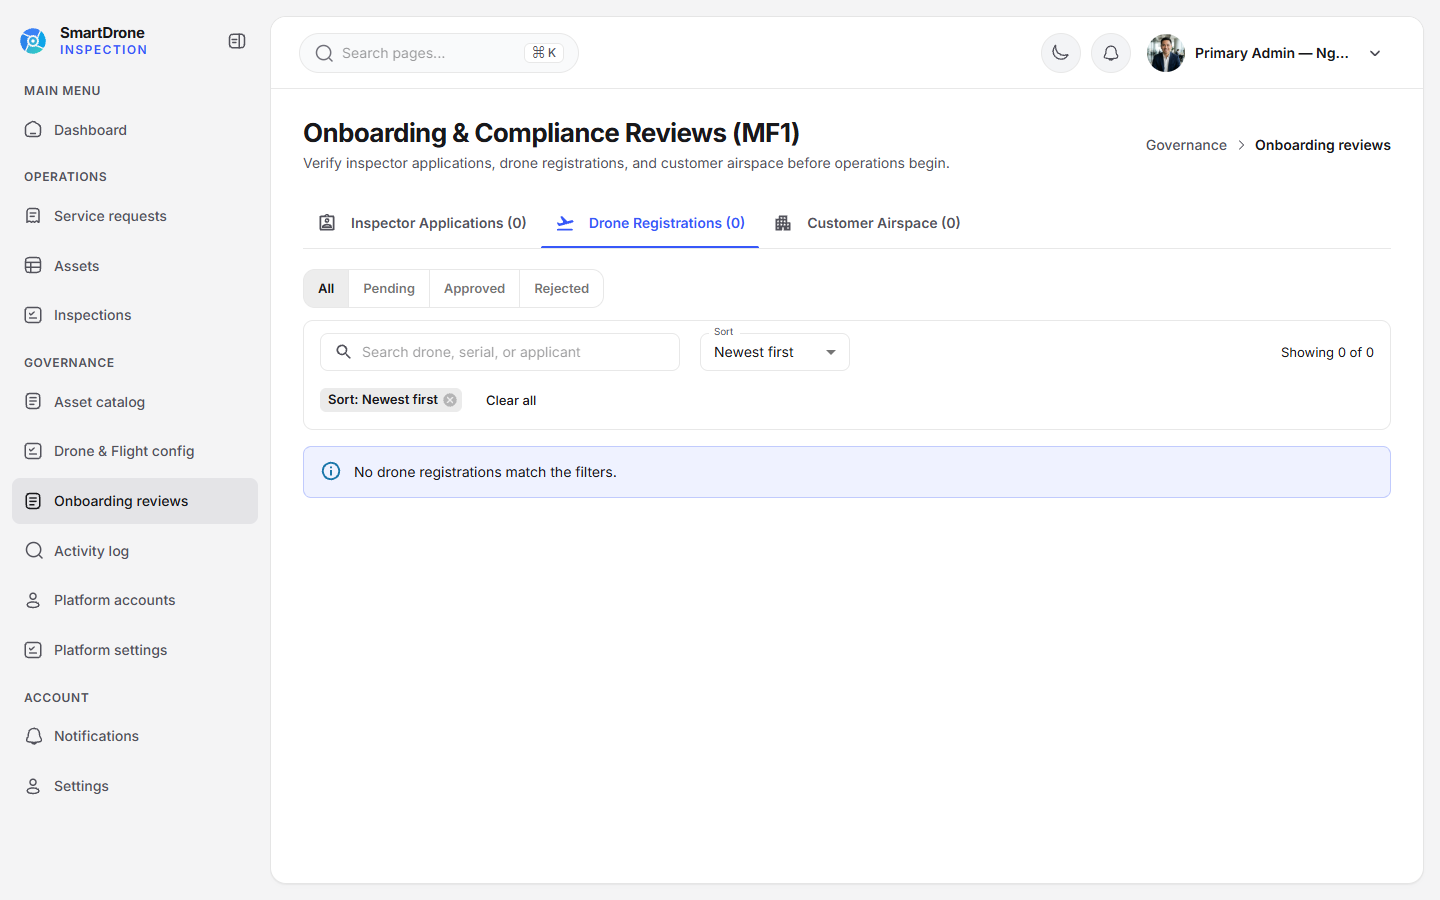 SmartDrone
INSPECTION
MAIN MENU
Dashboard
OPERATIONS
Service requests
Assets
Inspections
GOVERNANCE
Asset catalog
Drone & Flight config
Onboarding reviews
Activity log
Platform accounts
Platform settings
ACCOUNT
Notifications
Settings
Search pages...
⌘ K
Primary Admin — Ng...
Onboarding & Compliance Reviews (MF1)
Verify inspector applications, drone registrations, and customer airspace before operations begin.
Governance > Onboarding reviews
Inspector Applications (0)
Drone Registrations (0)
Customer Airspace (0)
All
Pending
Approved
Rejected
Search drone, serial, or applicant
Sort
Newest first
Showing 0 of 0
Sort: Newest first
Clear all
No drone registrations match the filters.